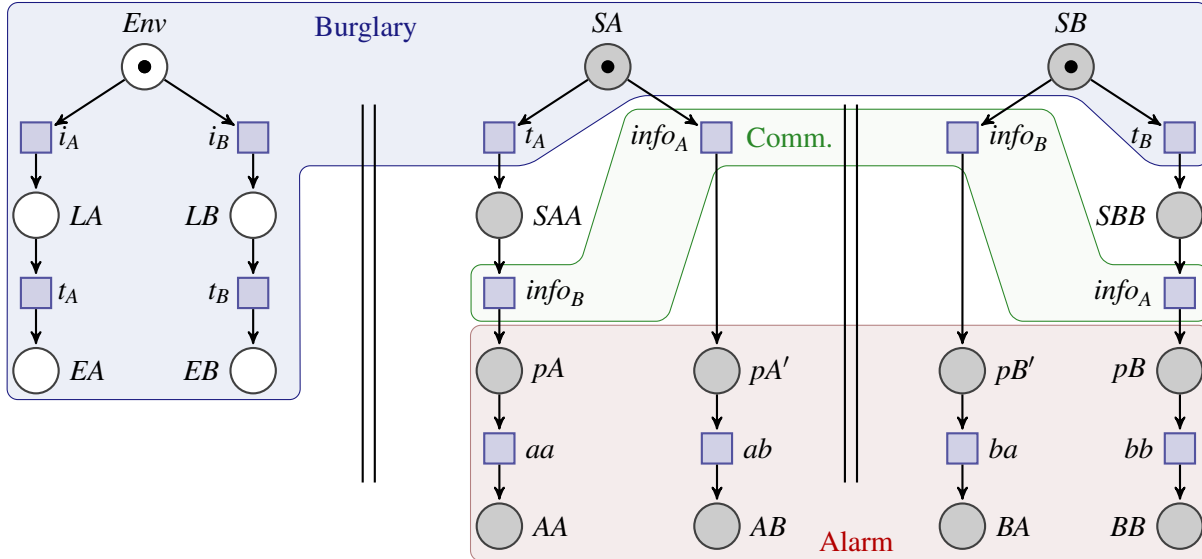 Env SA SB
Burglary
i_A i_B t_A info_A Comm. info_B t_B
LA LB SAA SBB
t_A t_B info_B info_A
EA EB pA pA′ pB′ pB
aa ab ba bb
AA AB BA BB
Alarm